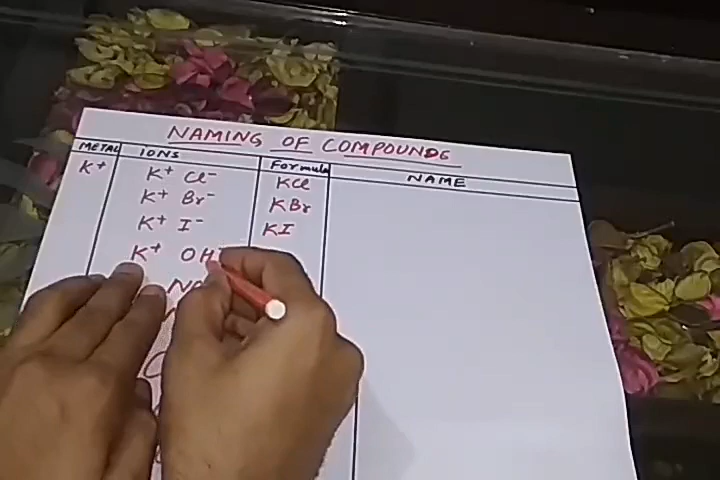 NAMING OF COMPOUNDS
METAL IONS Formula NAME
K+ K+ Cl- KCl
K+ Br- KBr
K+ I- KI
K+ OH